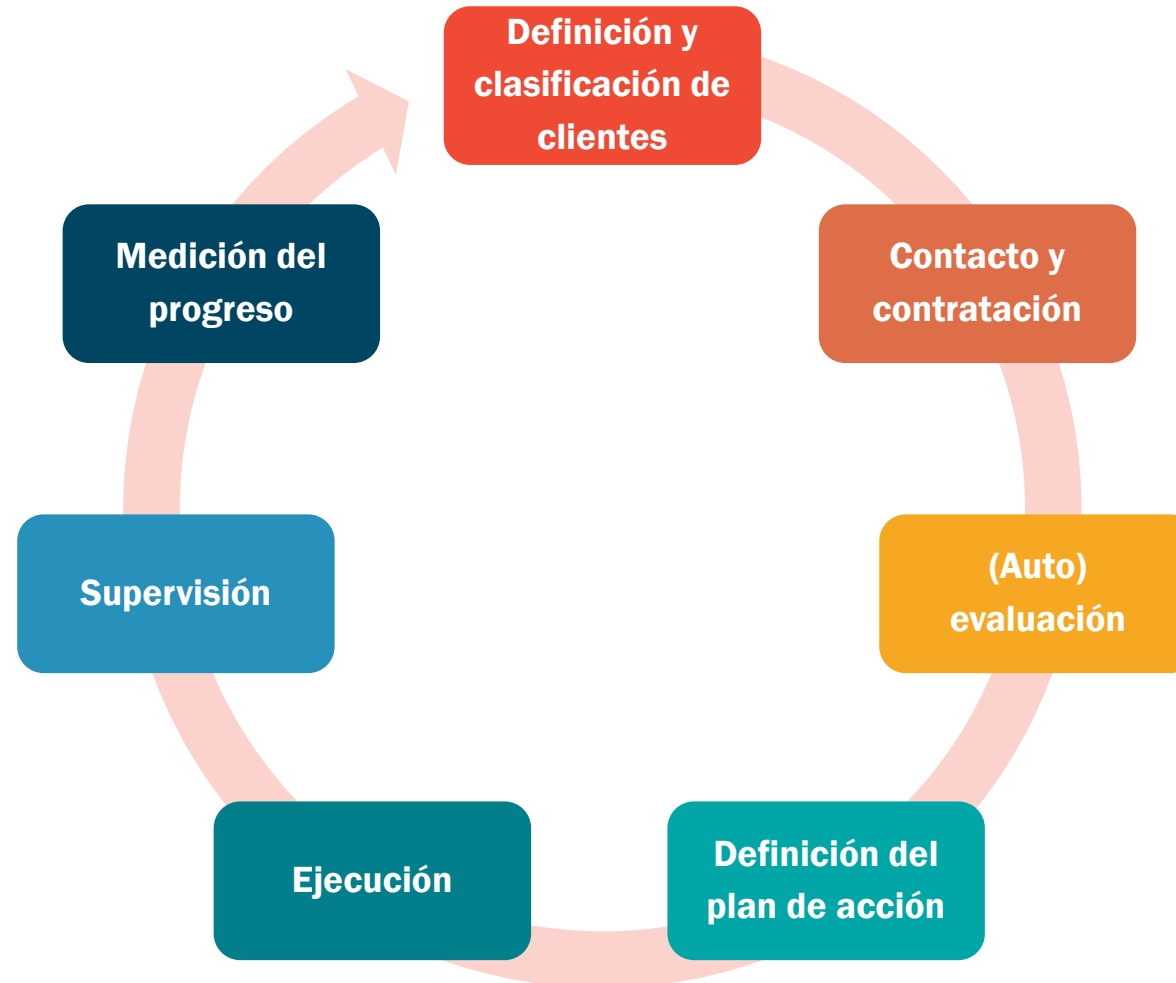 Definición y
clasificación de
clientes
Contacto y
contratación
(Auto)
evaluación
Definición del
plan de acción
Ejecución
Supervisión
Medición del
progreso